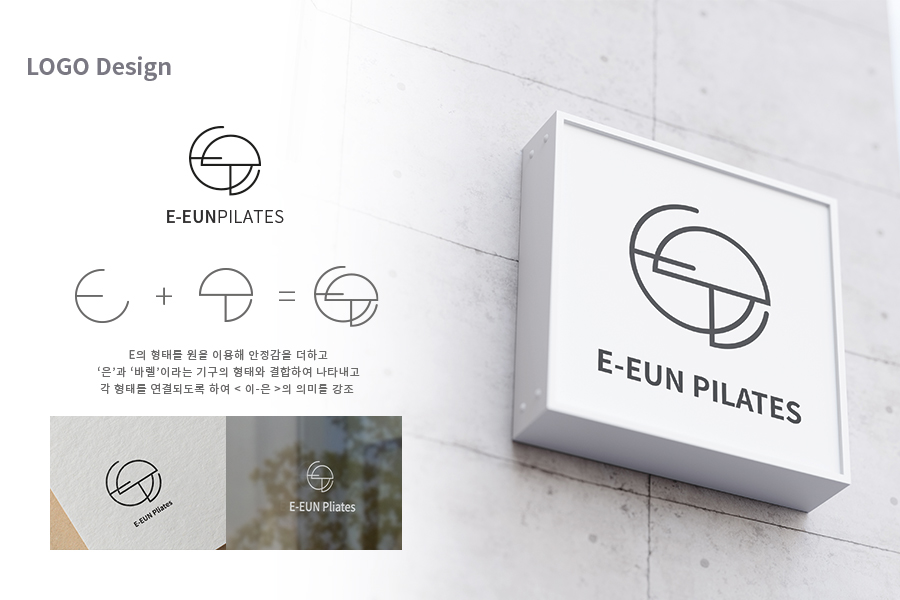 LOGO Design
E-EUNPILATES
E의 형태를 원을 이용해 안정감을 더하고
‘은’과 ‘바렐’이라는 기구의 형태와 결합하여 나타내고
각 형태를 연결되도록 하여 < 이-은 >의 의미를 강조
E-EUN Pliates
E-EUN Pliates
E-EUN PILATES